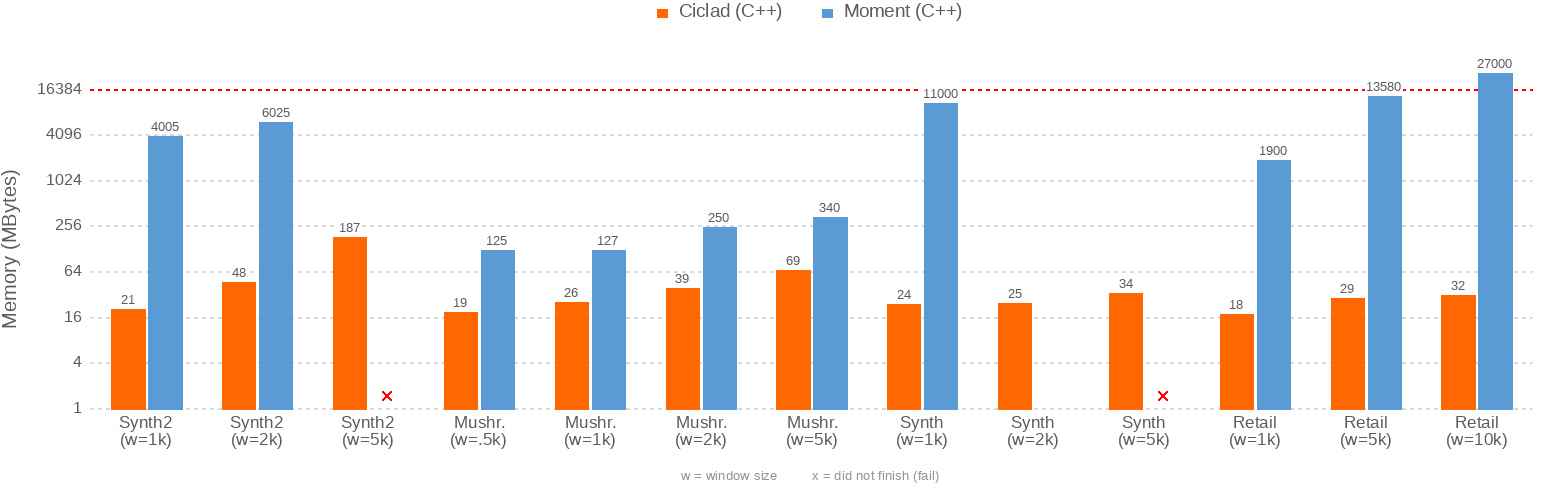 Ciclad (C++) Moment (C++)
Memory (MBytes)
16384
4096
1024
256
64
16
4
1
21 4005
48 6025
187 x
19 125
26 127
39 250
69 340
24 11000
25
34 x
18 1900
29 13580
32 27000
Synth2 Synth2 Synth2 Mushr. Mushr. Mushr. Mushr. Synth Synth Synth Retail Retail Retail
(w=1k) (w=2k) (w=5k) (w=.5k) (w=1k) (w=2k) (w=5k) (w=1k) (w=2k) (w=5k) (w=1k) (w=5k) (w=10k)
w = window size x = did not finish (fail)